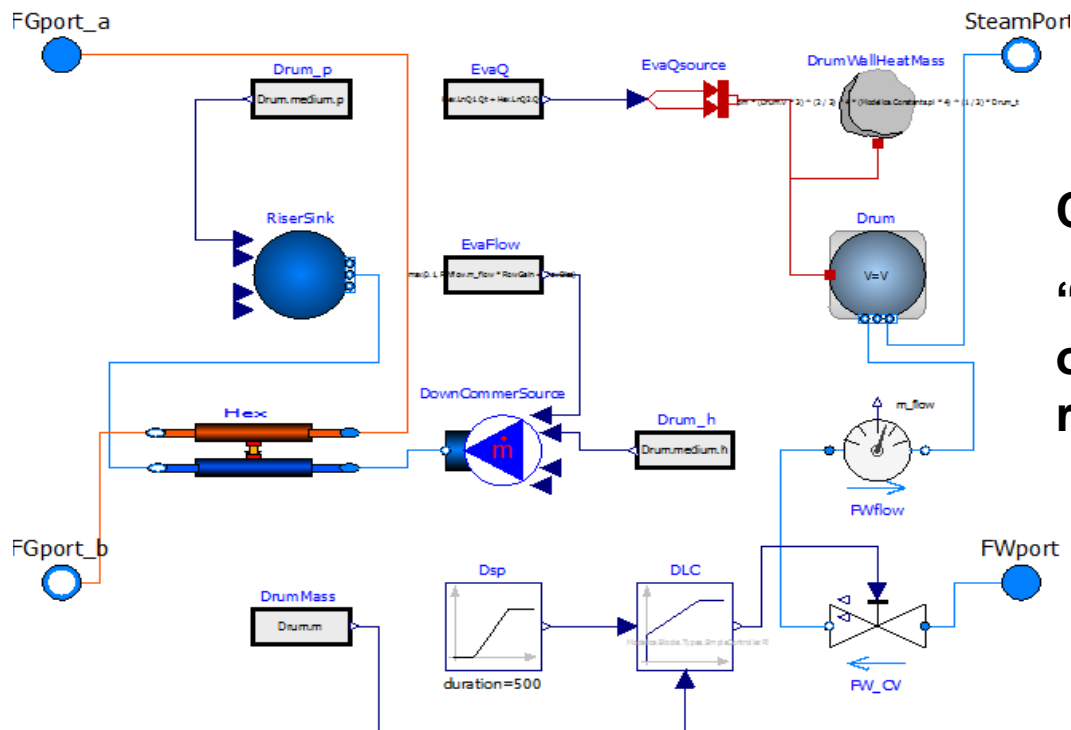 FGport_a
SteamPort
Drum_p
EvaQ
EvaQsource
DrumWallHeatMass
Drum.medium.p
RiserSink
EvaFlow
Drum
V=V
DownCommerSource
Hex
Drum_h
Drum.medium.h
ṁ
m_flow
FWflow
FGport_b
FWport
DrumMass
Drum.m
Dsp
DLC
duration=500
FW_CV